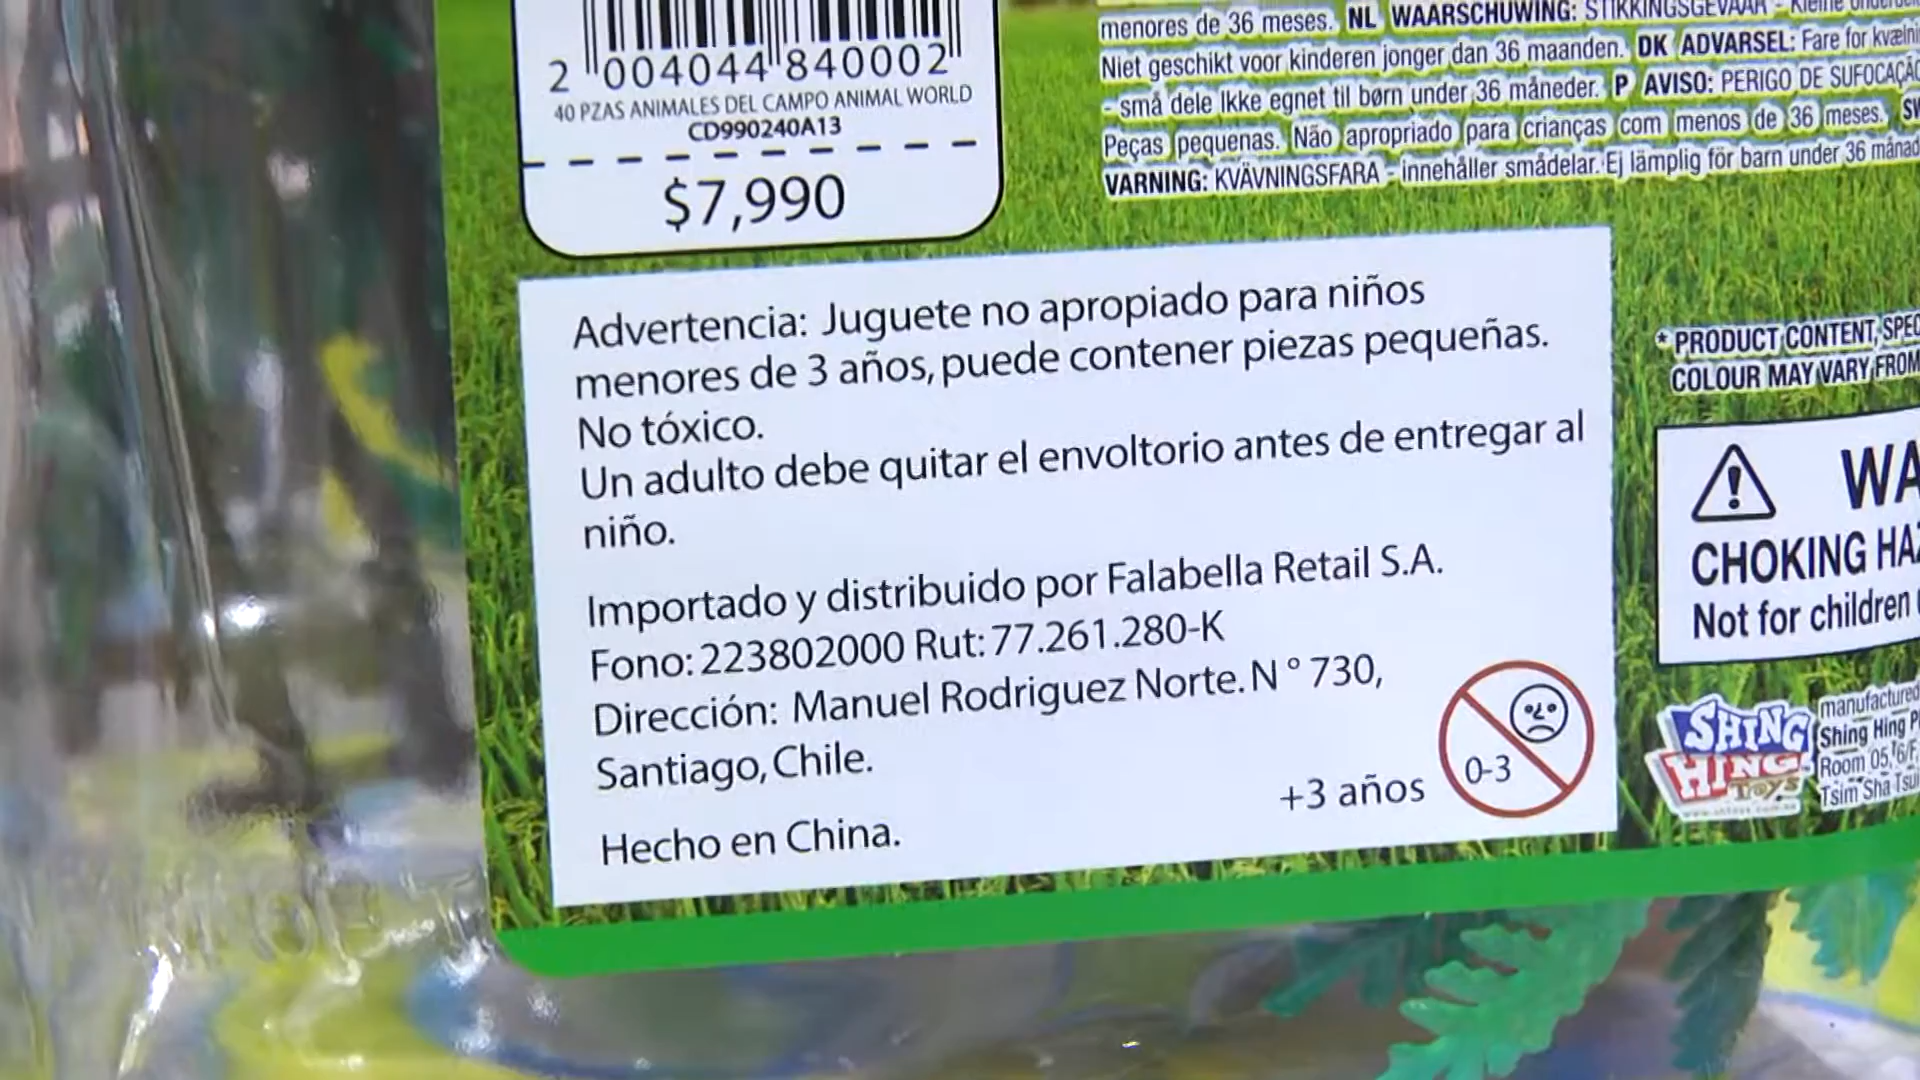 2 004044 840002
40 PZAS ANIMALES DEL CAMPO ANIMAL WORLD
CD990240A13
$7,990
menores de 36 meses. NL WAARSCHUWING: STIKKINGSGEVAAR - Kleine
Niet geschikt voor kinderen jonger dan 36 maanden. DK ADVARSEL: Fare for
- små dele Ikke egnet til børn under 36 måneder. P AVISO: PERIGO DE SUFOCAÇÃO
Peças pequenas. Não apropriado para crianças com menos de 36 meses.
VARNING: KVÄVNINGSFARA - innehåller smådelar. Ej lämplig för barn under 36
Advertencia: Juguete no apropiado para niños
menores de 3 años, puede contener piezas pequeñas.
No tóxico.
Un adulto debe quitar el envoltorio antes de entregar al
niño.
Importado y distribuido por Falabella Retail S.A.
Fono: 223802000 Rut: 77.261.280-K
Dirección: Manuel Rodriguez Norte. N° 730,
Santiago, Chile.
Hecho en China.
+3 años
0-3
* PRODUCT CONTENT, SPEC
COLOUR MAY VARY FROM
WA
CHOKING HAZ
Not for children
SHING
HING
TOYS
manufactured
Shing Hing
Room 05, 6/F,
Tsim Sha Tsui